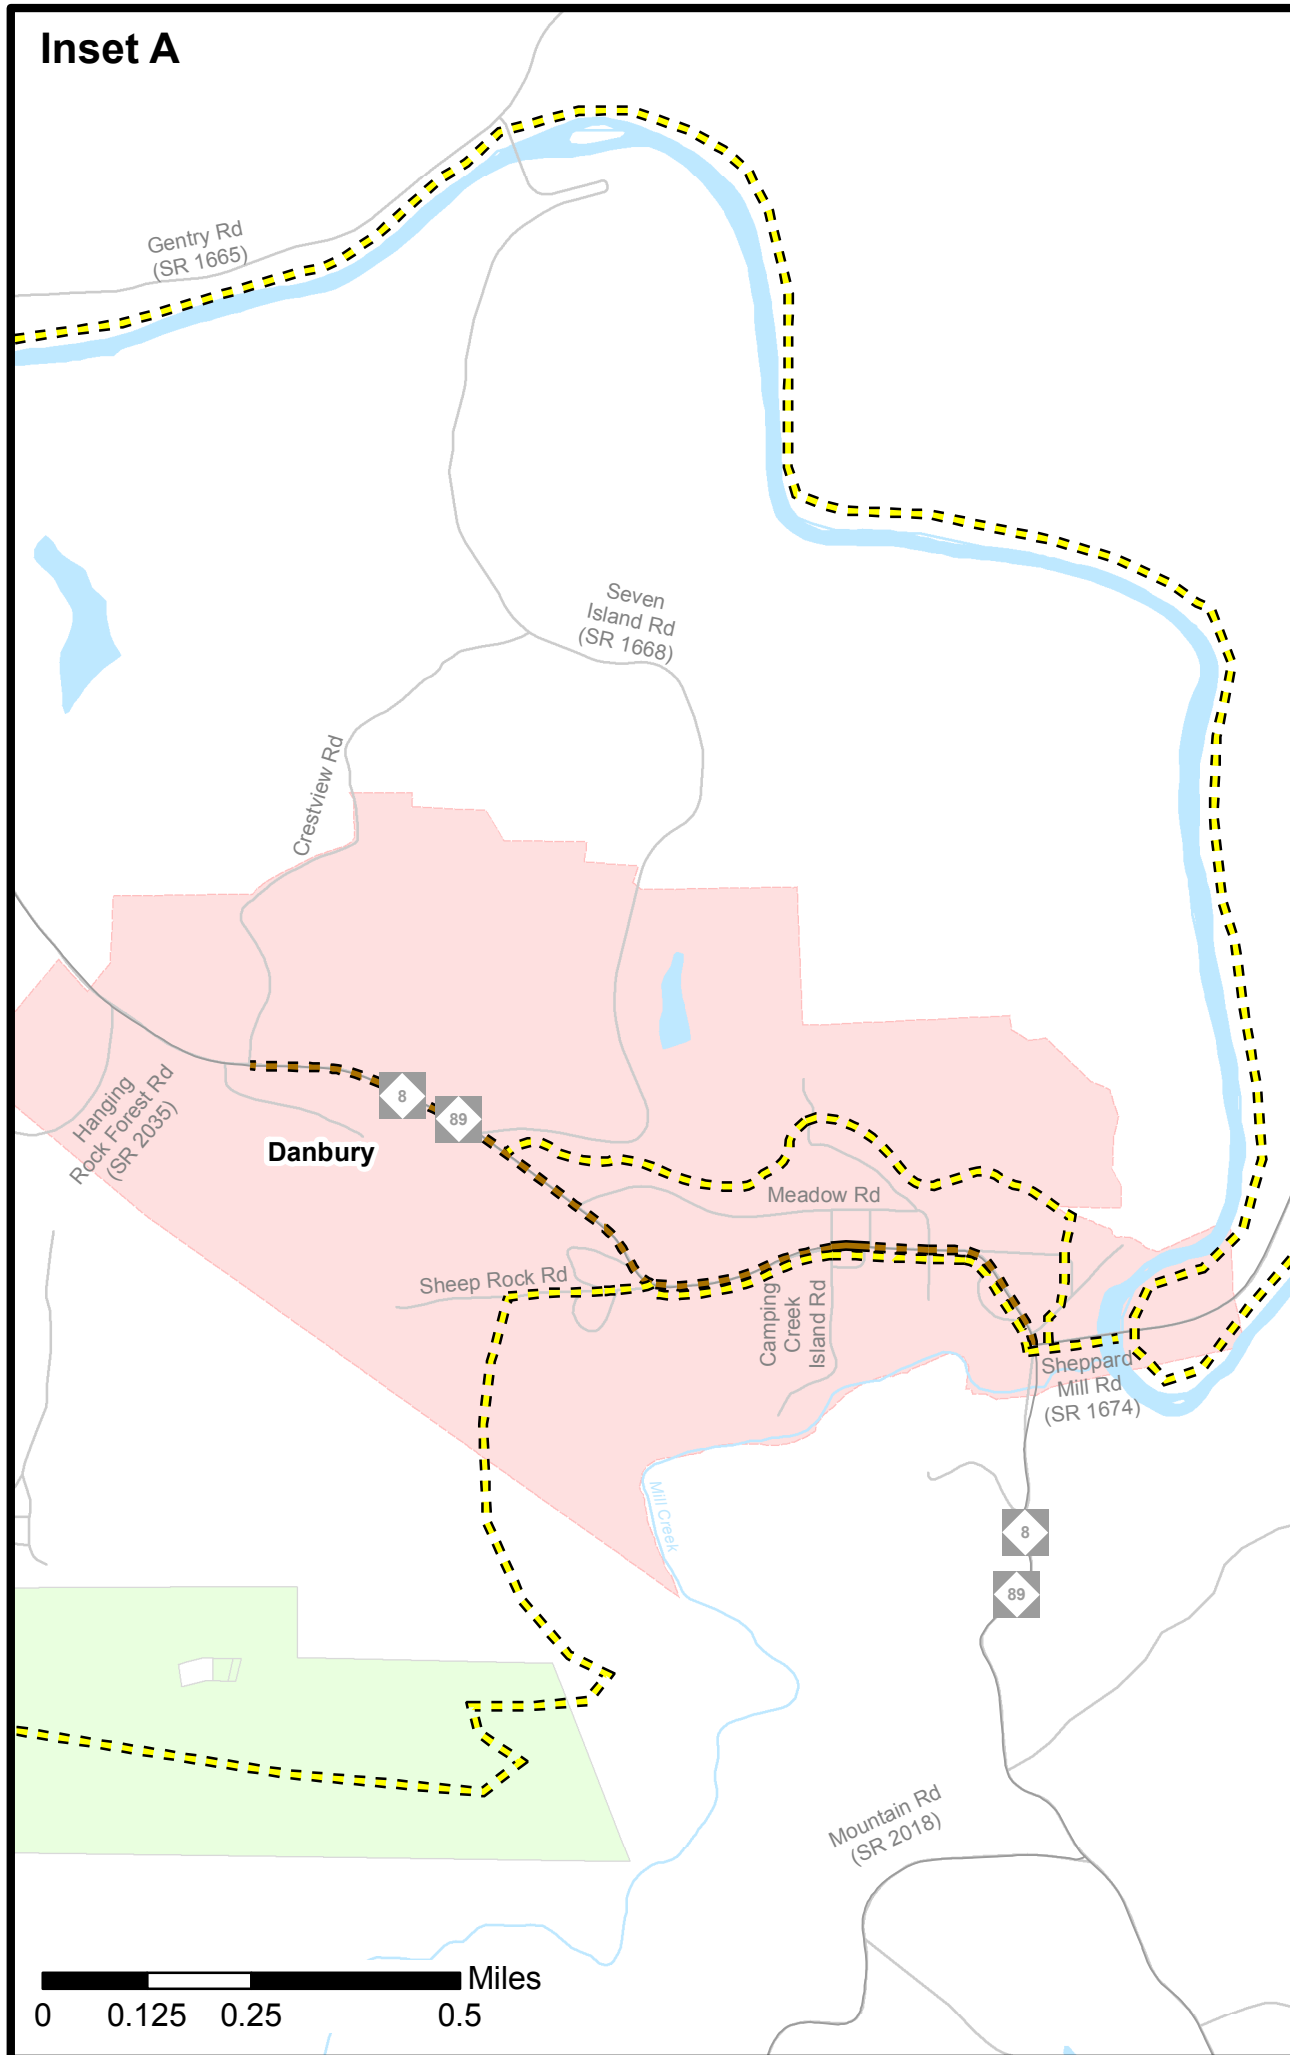 Inset A
Gentry Rd
(SR 1665)
Seven
Island Rd
(SR 1668)
Crestview Rd
Hanging
Rock Forest Rd
(SR 2035)
8
89
Danbury
Meadow Rd
Sheep Rock Rd
Camping
Creek
Island Rd
Sheppard
Mill Rd
(SR 1674)
Mill Creek
8
89
Mountain Rd
(SR 2018)
Miles
0 0.125 0.25 0.5